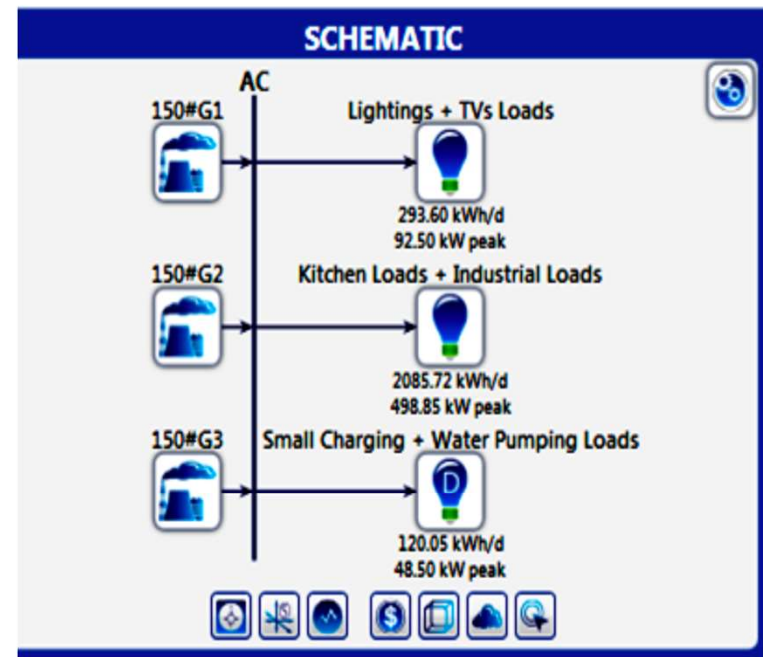 SCHEMATIC
AC
150#G1
Lightings + TVs Loads
293.60 kWh/d
92.50 kW peak
150#G2
Kitchen Loads + Industrial Loads
2085.72 kWh/d
498.85 kW peak
150#G3
Small Charging + Water Pumping Loads
D
120.05 kWh/d
48.50 kW peak
$